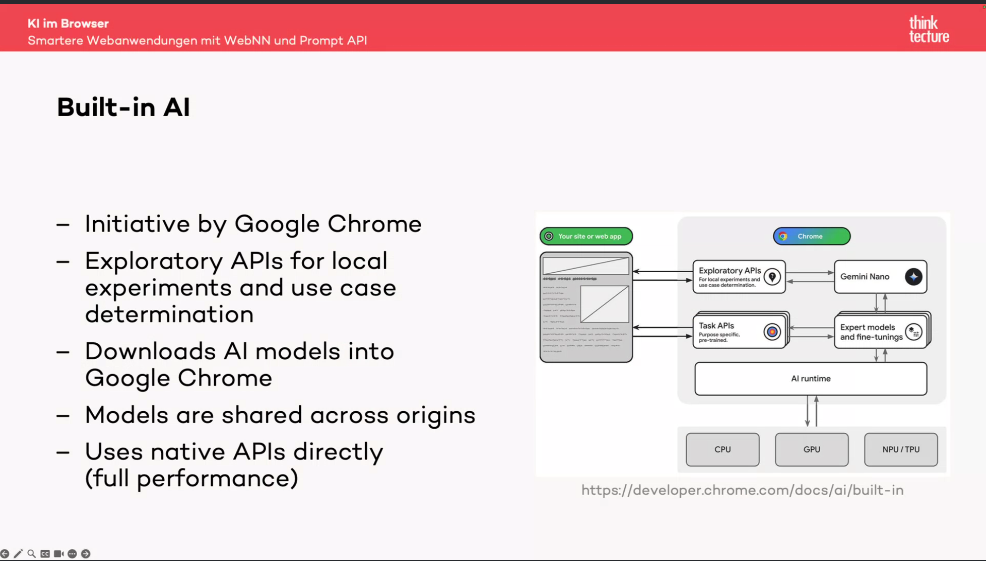 KI im Browser
Smartere Webanwendungen mit WebNN und Prompt API
think
tecture
Built-in AI
– Initiative by Google Chrome
– Exploratory APIs for local
experiments and use case
determination
– Downloads AI models into
Google Chrome
– Models are shared across origins
– Uses native APIs directly
(full performance)
Your site or web app
Chrome
Exploratory APIs
For local experiments and
use case determination.
Gemini Nano
Task APIs
Purpose specific,
pre-trained.
Expert models
and fine-tunings
AI runtime
CPU
GPU
NPU / TPU
https://developer.chrome.com/docs/ai/built-in